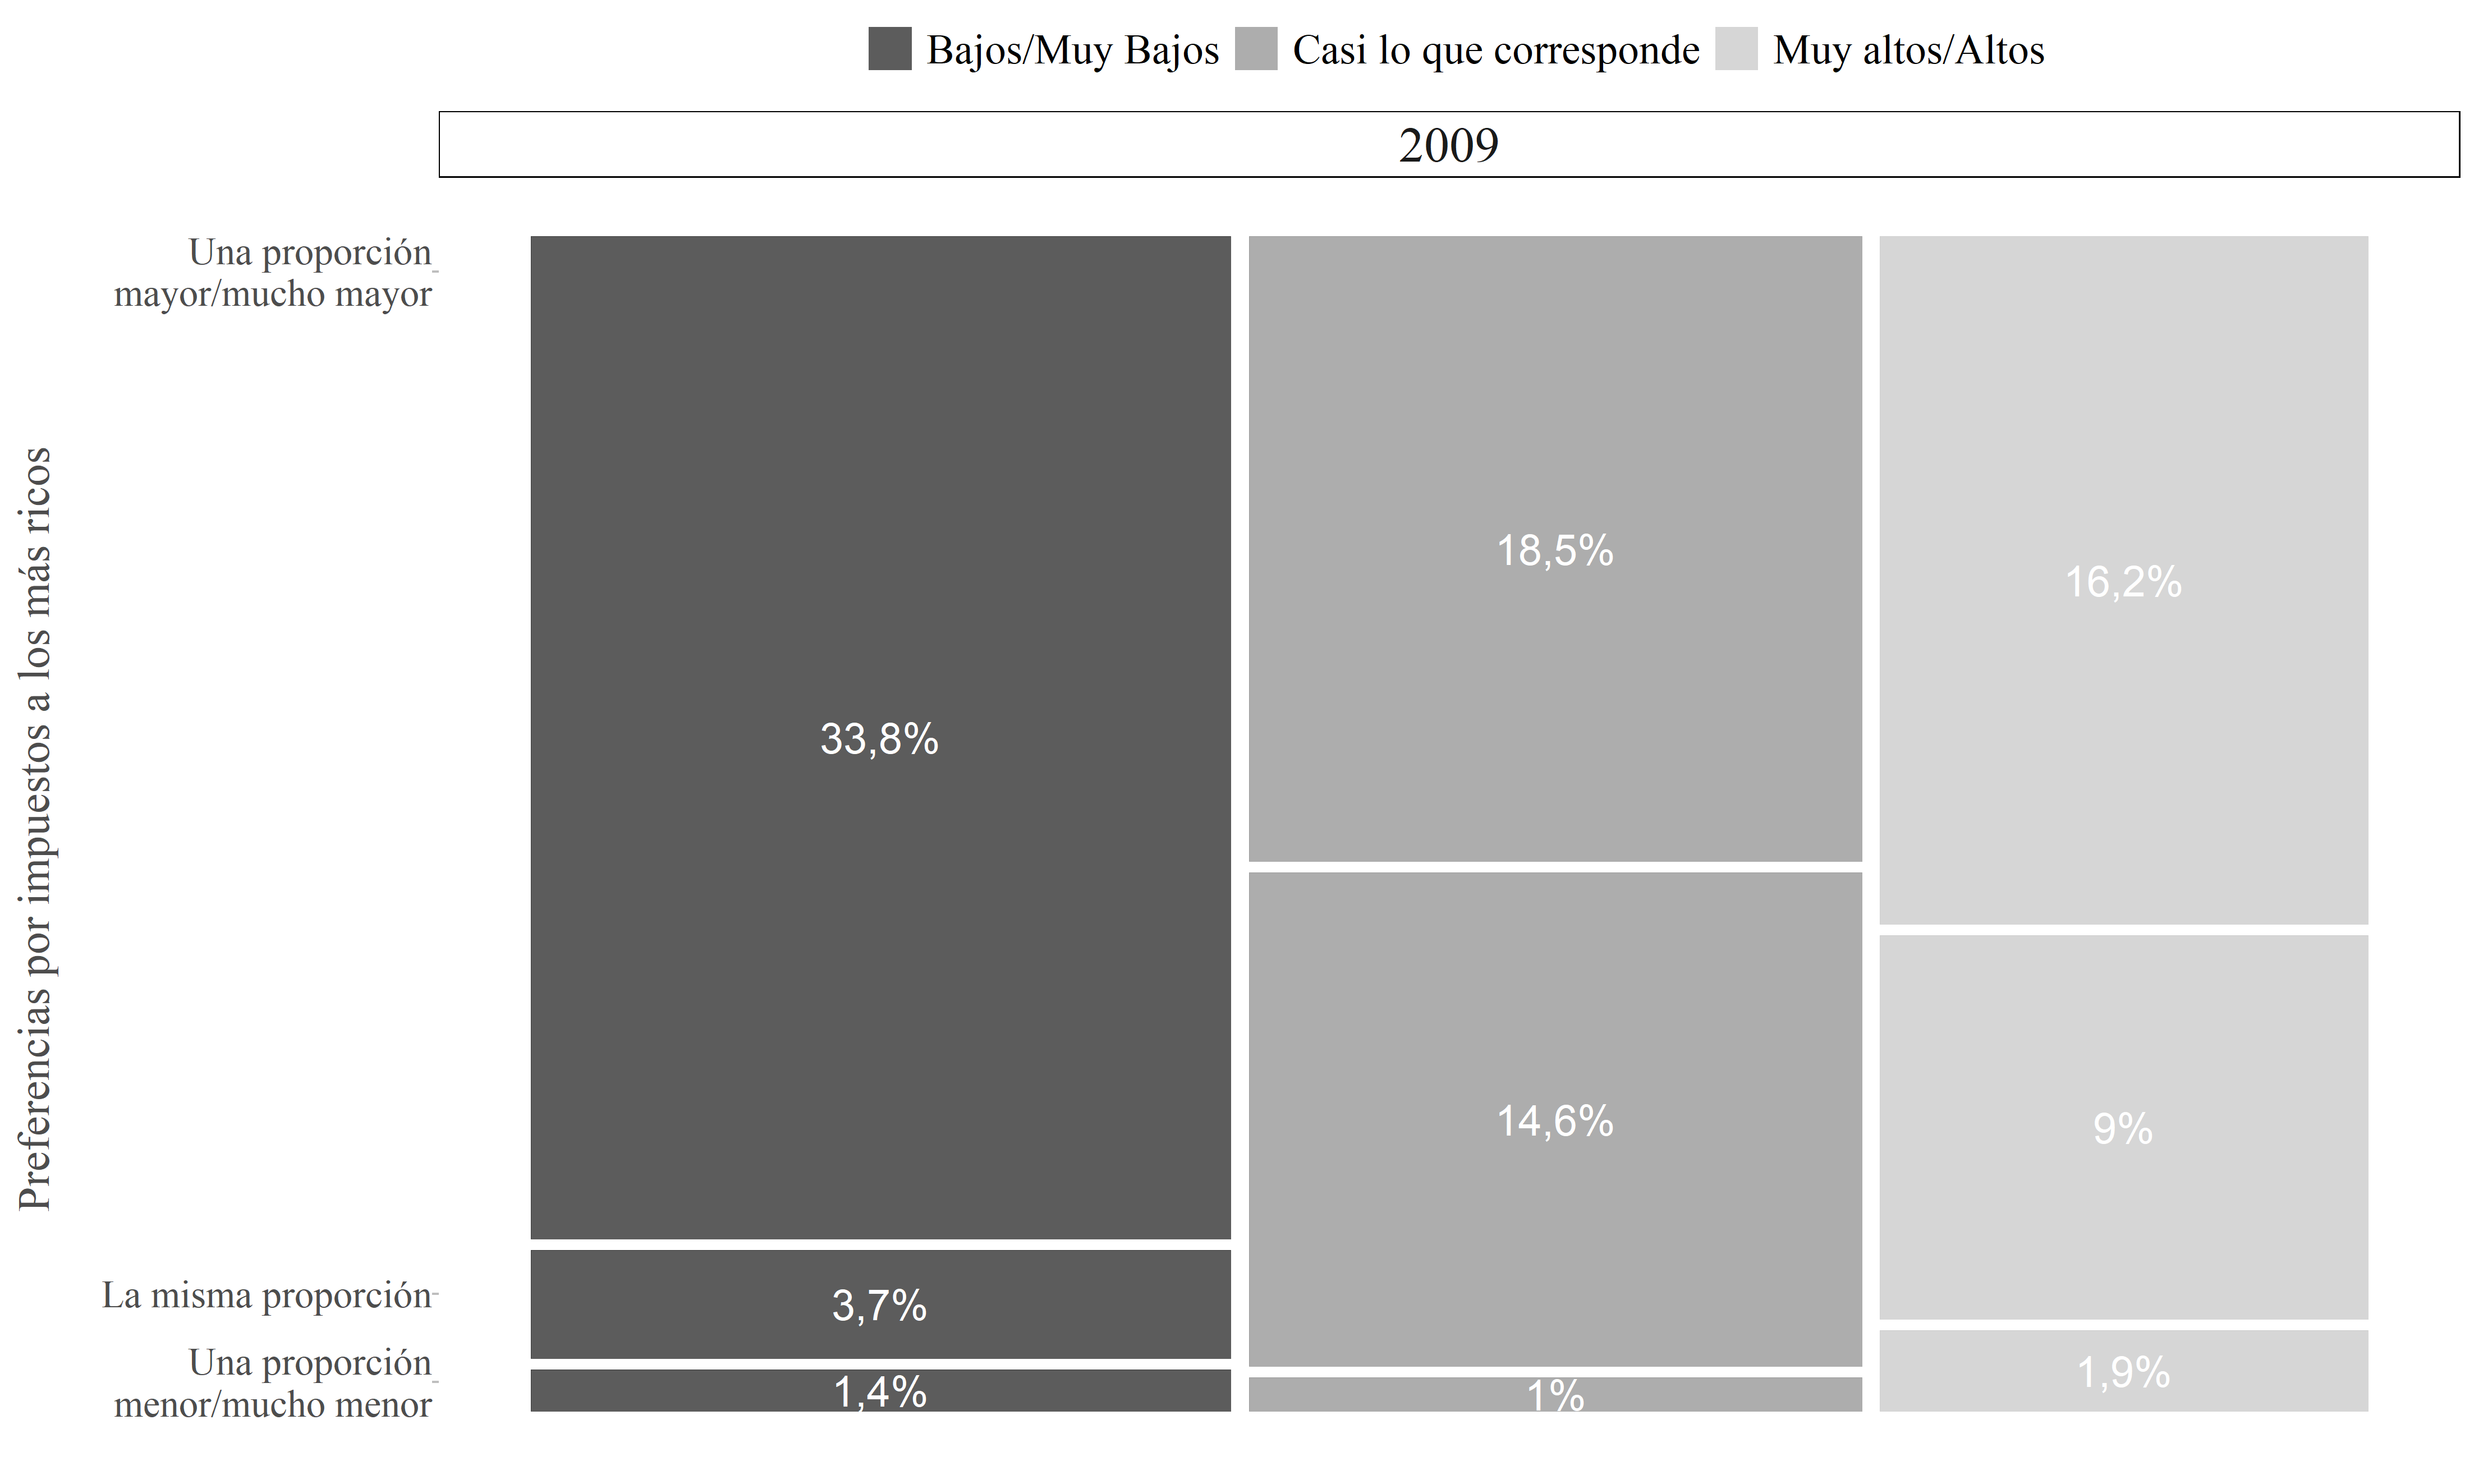 Bajos/Muy Bajos Casi lo que corresponde Muy altos/Altos
2009
Una proporción
mayor/mucho mayor
Preferencias por impuestos a los más ricos
18,5%
16,2%
33,8%
14,6%
9%
La misma proporción
3,7%
Una proporción
menor/mucho menor
1,4%
1%
1,9%